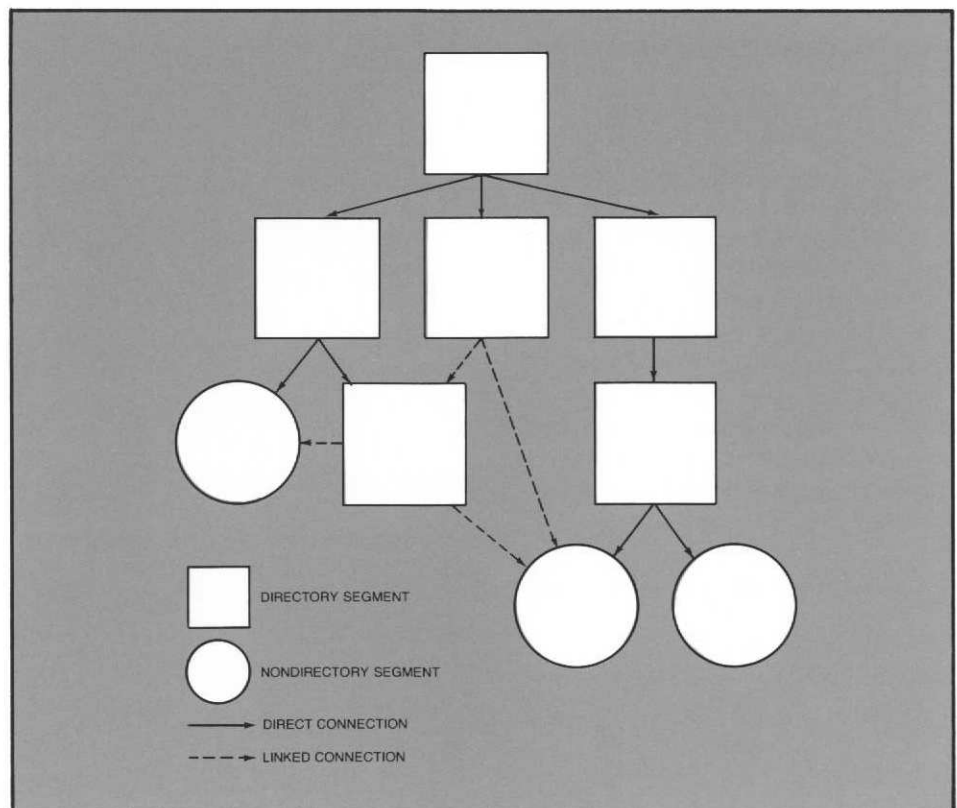 DIRECTORY SEGMENT
NONDIRECTORY SEGMENT
DIRECT CONNECTION
LINKED CONNECTION